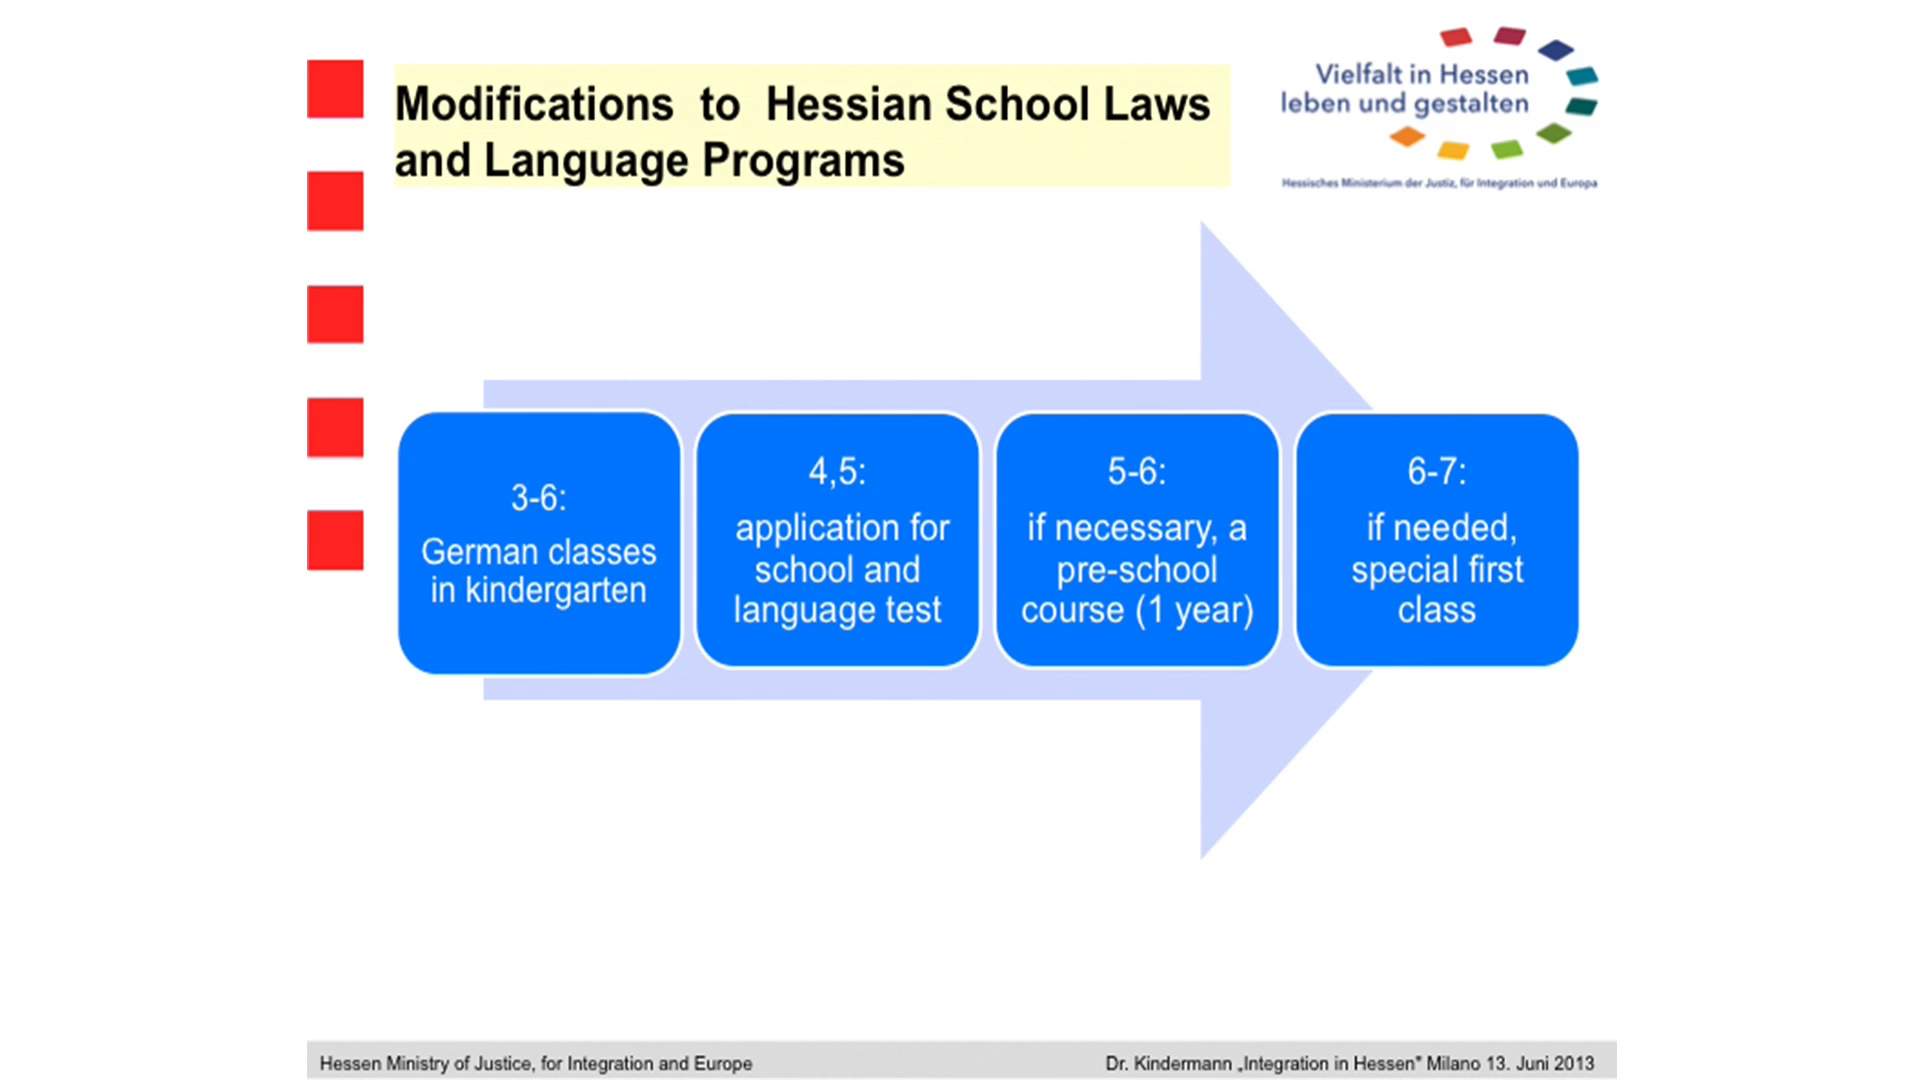 Modifications to Hessian School Laws
and Language Programs
Vielfalt in Hessen
leben und gestalten
Hessisches Ministerium der Justiz, für Integration und Europa
3-6:
German classes
in kindergarten
4,5:
application for
school and
language test
5-6:
if necessary, a
pre-school
course (1 year)
6-7:
if needed,
special first
class
Hessen Ministry of Justice, for Integration and Europe
Dr. Kindermann „Integration in Hessen" Milano 13. Juni 2013